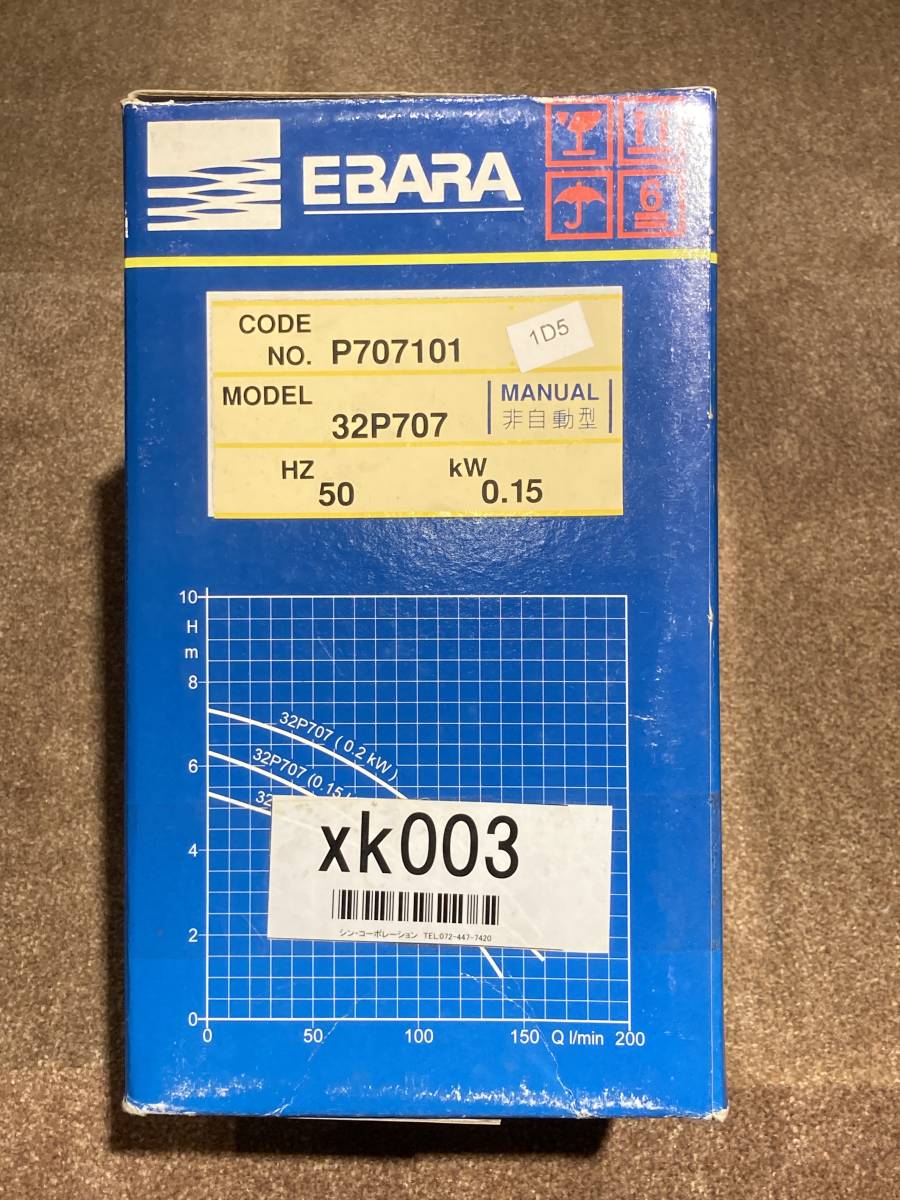 EBARA
6
CODE
NO. P707101
1D5
MODEL
32P707
MANUAL
非自動型
HZ 50
kW 0.15
10
H
m
8
6
4
2
0
32P707 ( 0.2 kW )
32P707 (0.15
32
xk003
シン・コーポレーション TEL:072-447-7420
0 50 100 150 Q l/min 200